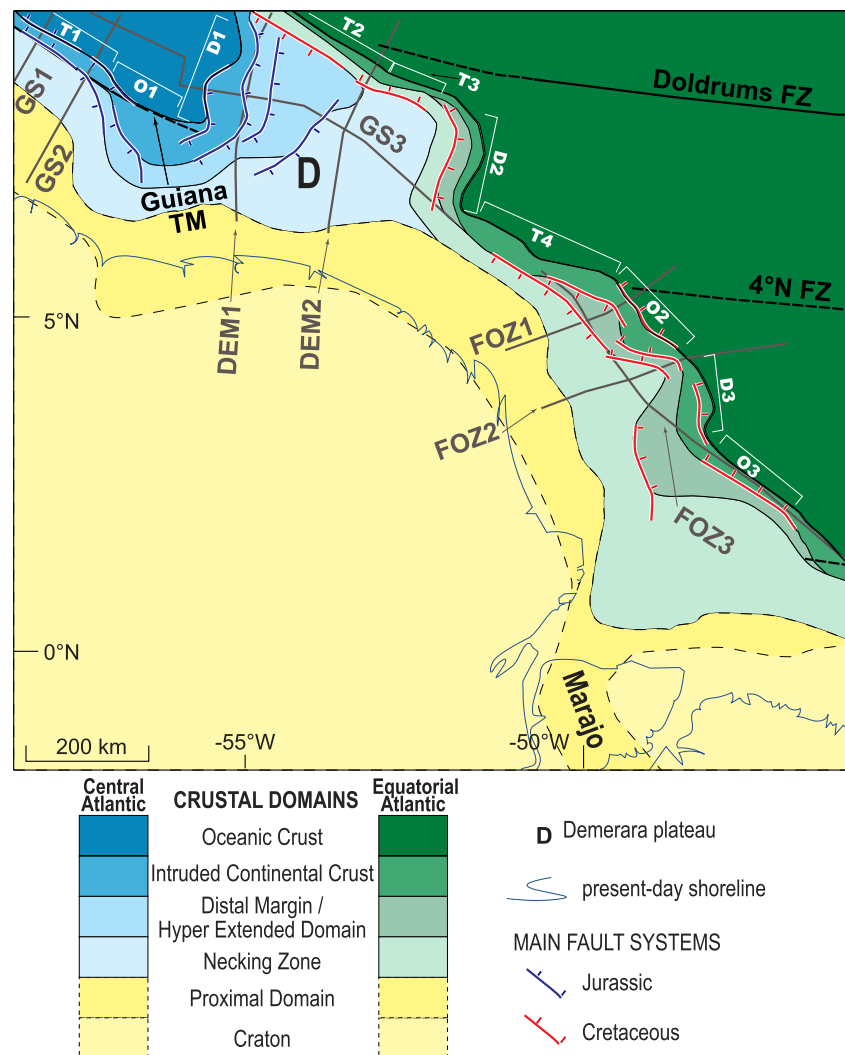 T1
D1
O1
T2
T3
Doldrums FZ
GS1
GS2
GS3
D2
D
Guiana
TM
T4
4°N FZ
O2
DEM1
DEM2
5°N
FOZ1
D3
FOZ2
O3
FOZ3
0°N
Marajo
200 km
-55°W
-50°W
Central
Atlantic
CRUSTAL DOMAINS
Equatorial
Atlantic
Oceanic Crust
Intruded Continental Crust
Distal Margin /
Hyper Extended Domain
Necking Zone
Proximal Domain
Craton
D Demerara plateau
present-day shoreline
MAIN FAULT SYSTEMS
Jurassic
Cretaceous